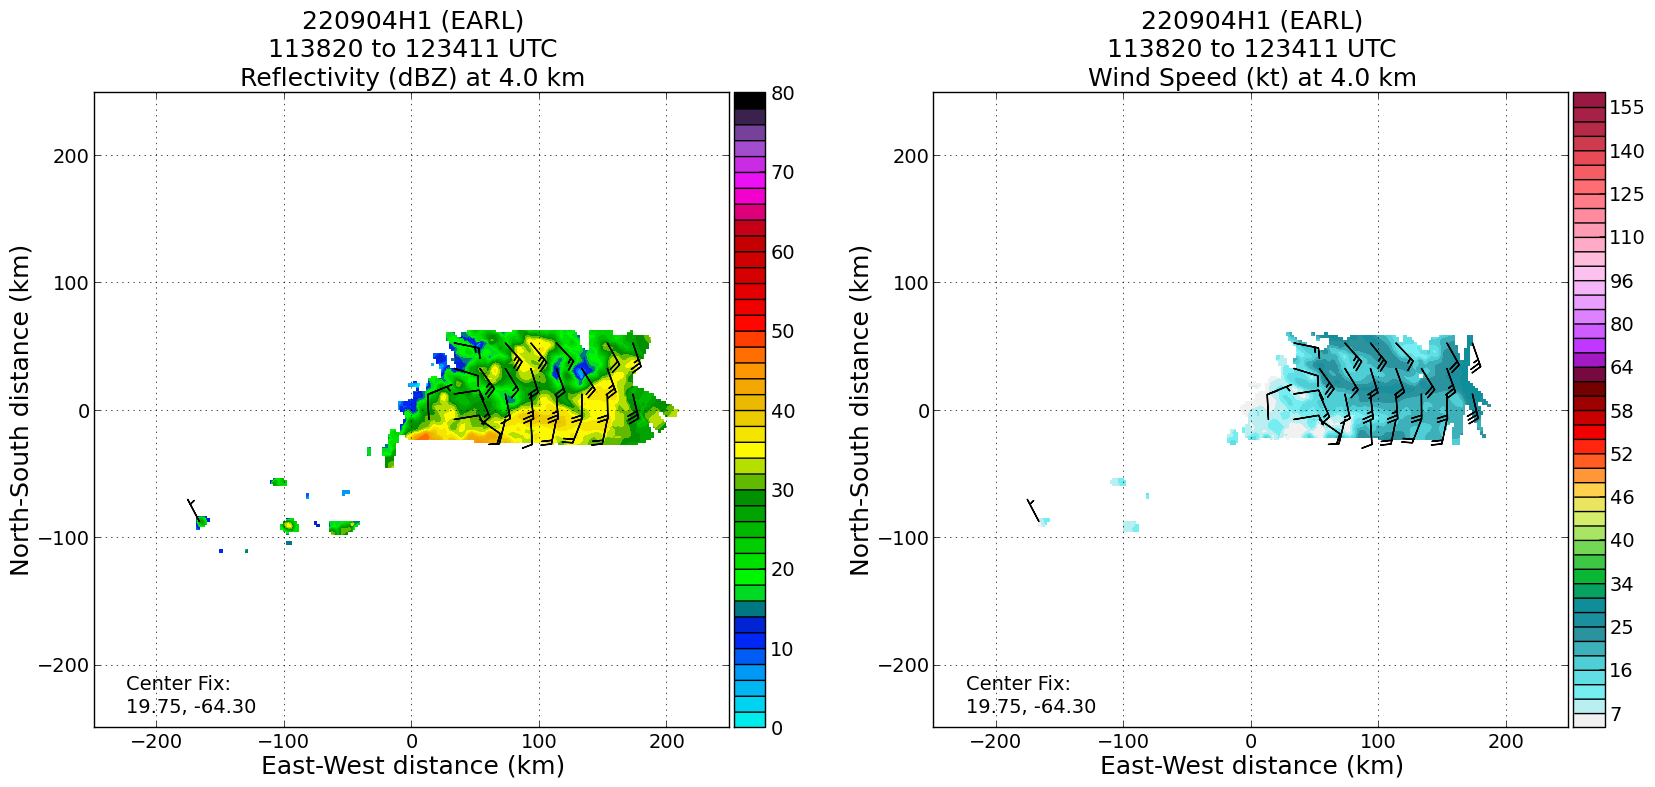 220904H1 (EARL)
113820 to 123411 UTC
Reflectivity (dBZ) at 4.0 km
North-South distance (km)
200
100
0
−100
−200
Center Fix:
19.75, -64.30
−200 −100 0 100 200
East-West distance (km)
80
70
60
50
40
30
20
10
0
220904H1 (EARL)
113820 to 123411 UTC
Wind Speed (kt) at 4.0 km
North-South distance (km)
200
100
0
−100
−200
Center Fix:
19.75, -64.30
−200 −100 0 100 200
East-West distance (km)
155
140
125
110
96
80
64
58
52
46
40
34
25
16
7